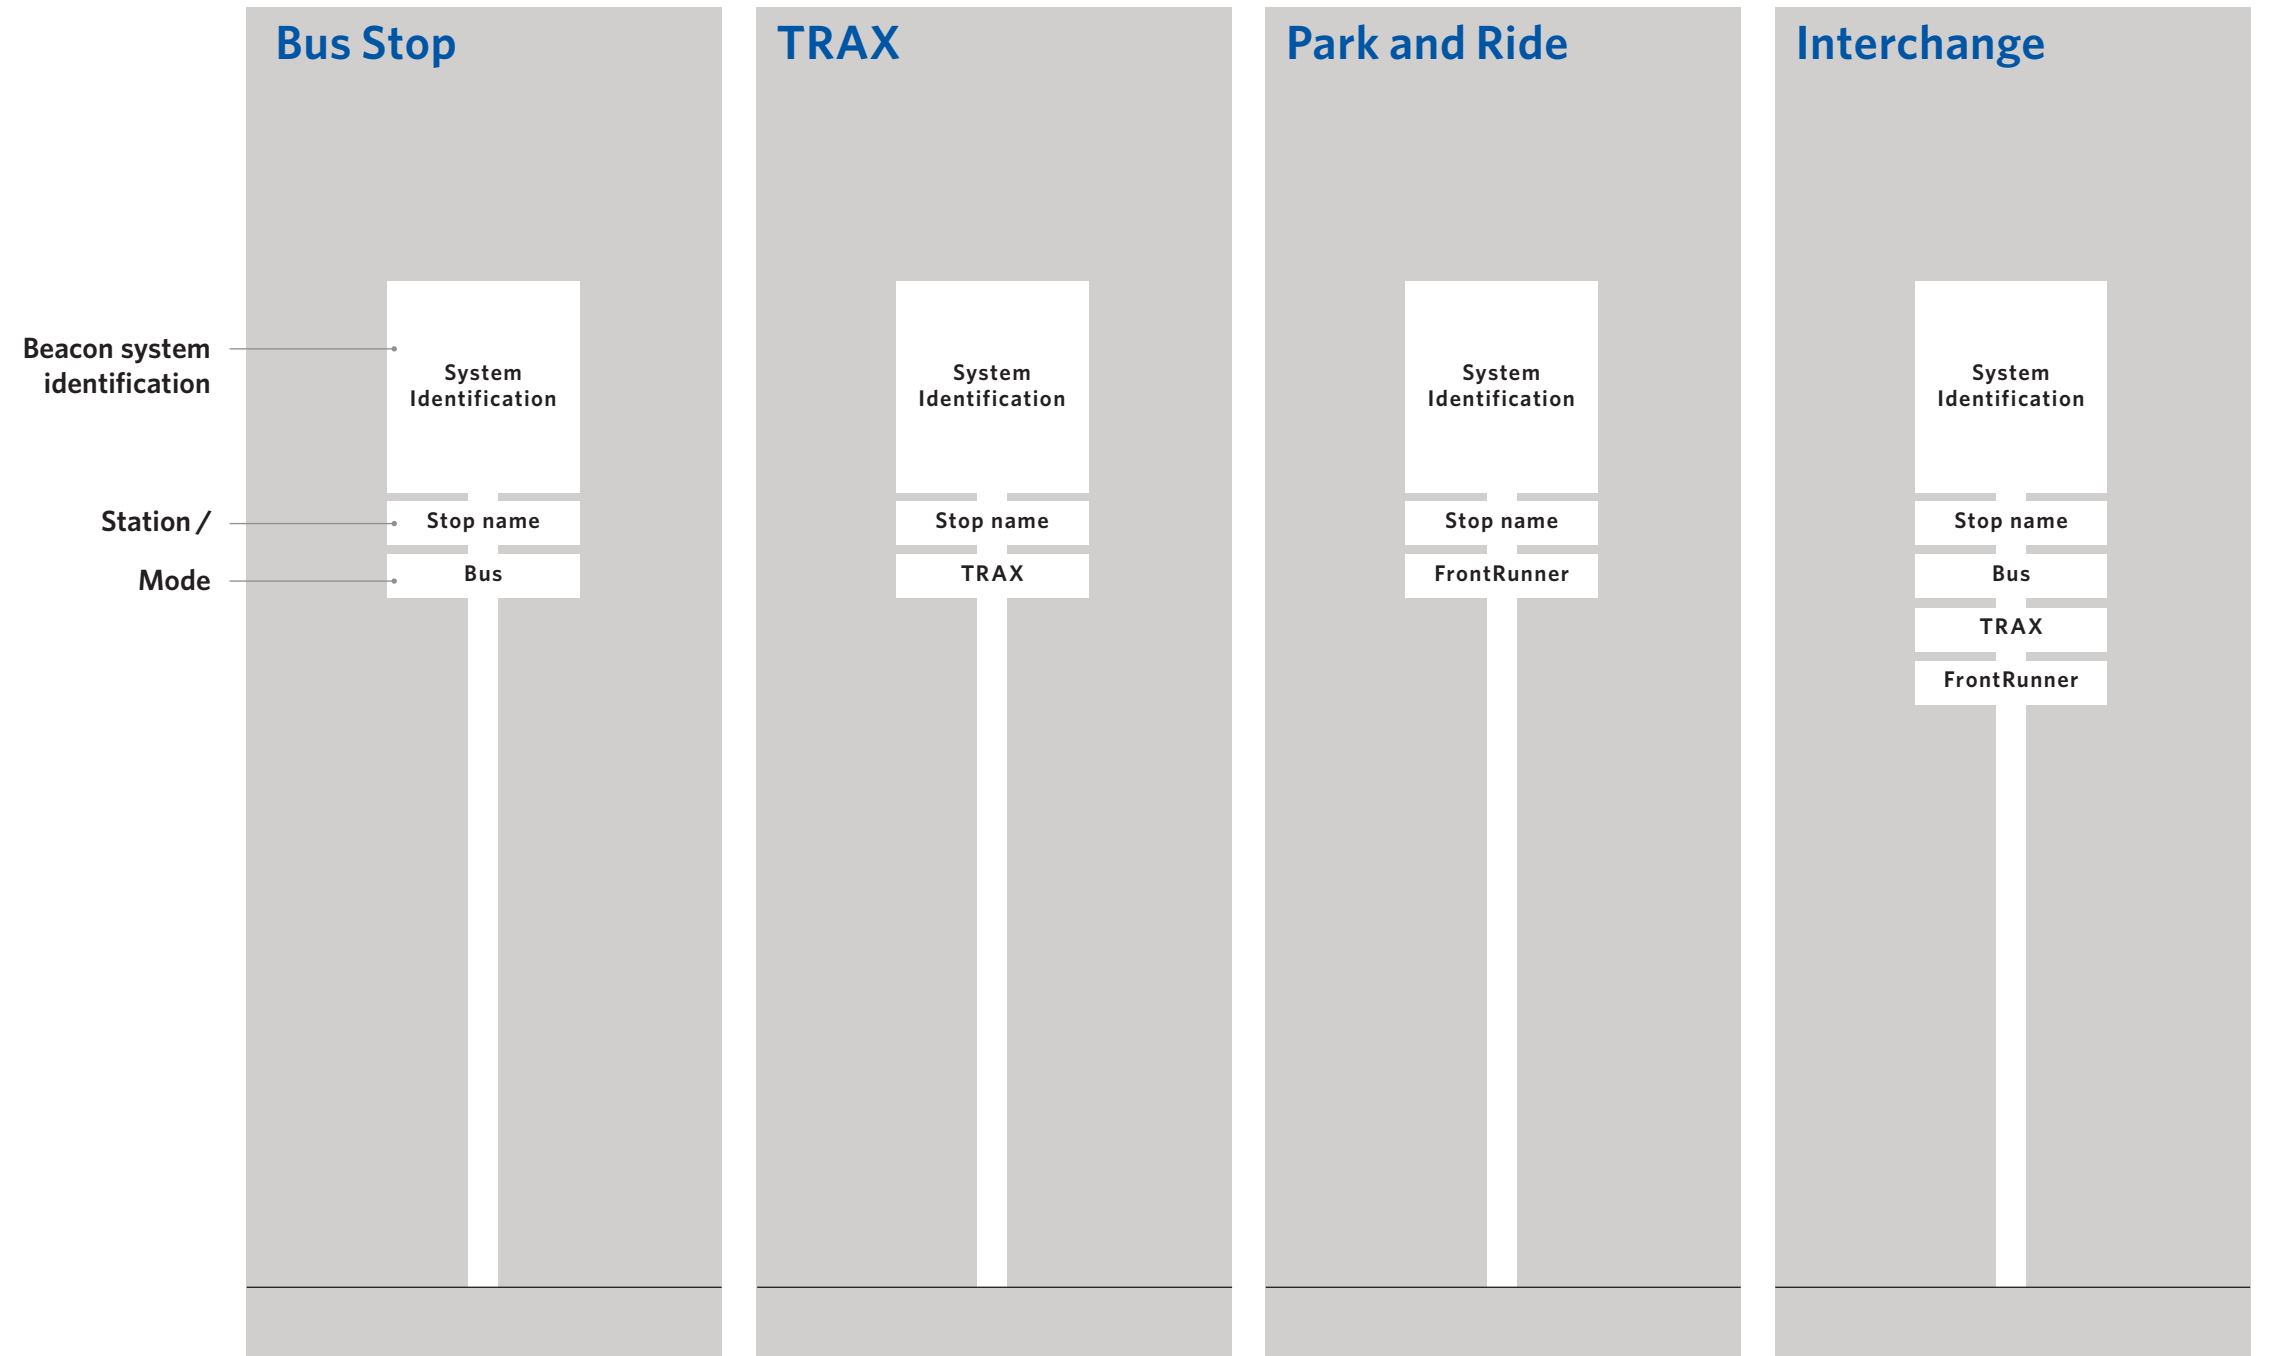 Bus Stop
TRAX
Park and Ride
Interchange
Beacon system
identification
Station /
Mode
System
Identification
Stop name
Bus
System
Identification
Stop name
TRAX
System
Identification
Stop name
FrontRunner
System
Identification
Stop name
Bus
TRAX
FrontRunner